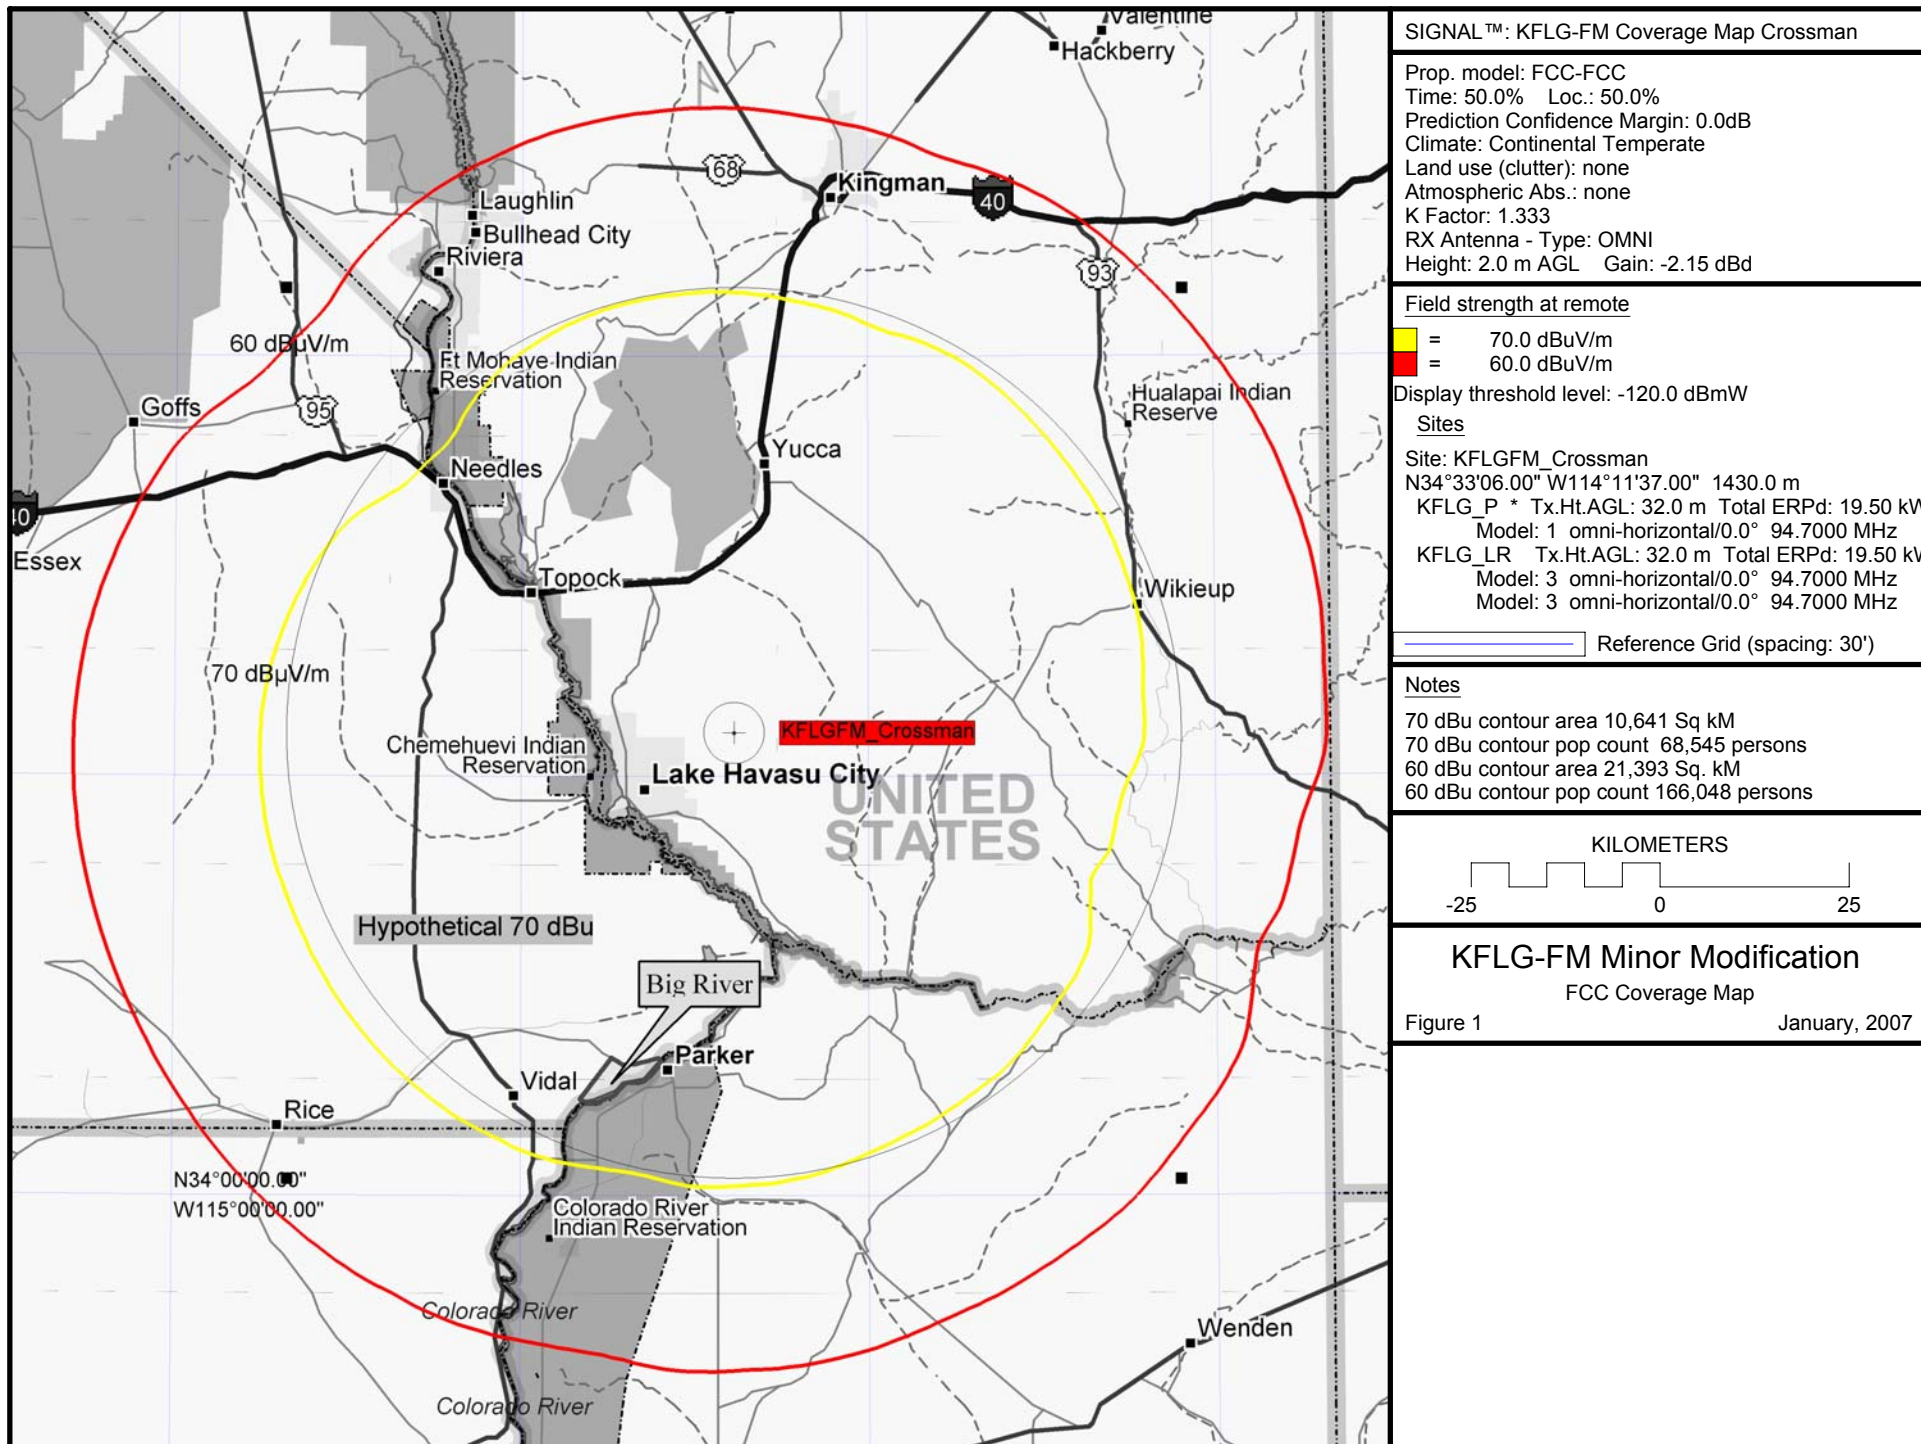 Valentine
Hackberry
68
Kingman
40
Laughlin
Bullhead City
Riviera
93
60 dBµV/m
Ft Mohave Indian
Reservation
Goffs
95
Hualapai Indian
Reserve
Needles
Yucca
40
Essex
Topock
Wikieup
70 dBµV/m
KFLGFM_Crossman
Chemehuevi Indian
Reservation
Lake Havasu City
UNITED
STATES
Hypothetical 70 dBu
Big River
Parker
Vidal
Rice
N34°00'00.00"
W115°00'00.00"
Colorado River
Indian Reservation
Colorado River
Wenden
Colorado River
SIGNAL™: KFLG-FM Coverage Map Crossman
Prop. model: FCC-FCC
Time: 50.0% Loc.: 50.0%
Prediction Confidence Margin: 0.0dB
Climate: Continental Temperate
Land use (clutter): none
Atmospheric Abs.: none
K Factor: 1.333
RX Antenna - Type: OMNI
Height: 2.0 m AGL Gain: -2.15 dBd
Field strength at remote
= 70.0 dBuV/m
= 60.0 dBuV/m
Display threshold level: -120.0 dBmW
Sites
Site: KFLGFM_Crossman
N34°33'06.00" W114°11'37.00" 1430.0 m
KFLG_P * Tx.Ht.AGL: 32.0 m Total ERPd: 19.50 kW
Model: 1 omni-horizontal/0.0° 94.7000 MHz
KFLG_LR Tx.Ht.AGL: 32.0 m Total ERPd: 19.50 kW
Model: 3 omni-horizontal/0.0° 94.7000 MHz
Model: 3 omni-horizontal/0.0° 94.7000 MHz
Reference Grid (spacing: 30')
Notes
70 dBu contour area 10,641 Sq kM
70 dBu contour pop count 68,545 persons
60 dBu contour area 21,393 Sq. kM
60 dBu contour pop count 166,048 persons
KILOMETERS
-25 0 25
KFLG-FM Minor Modification
FCC Coverage Map
Figure 1 January, 2007